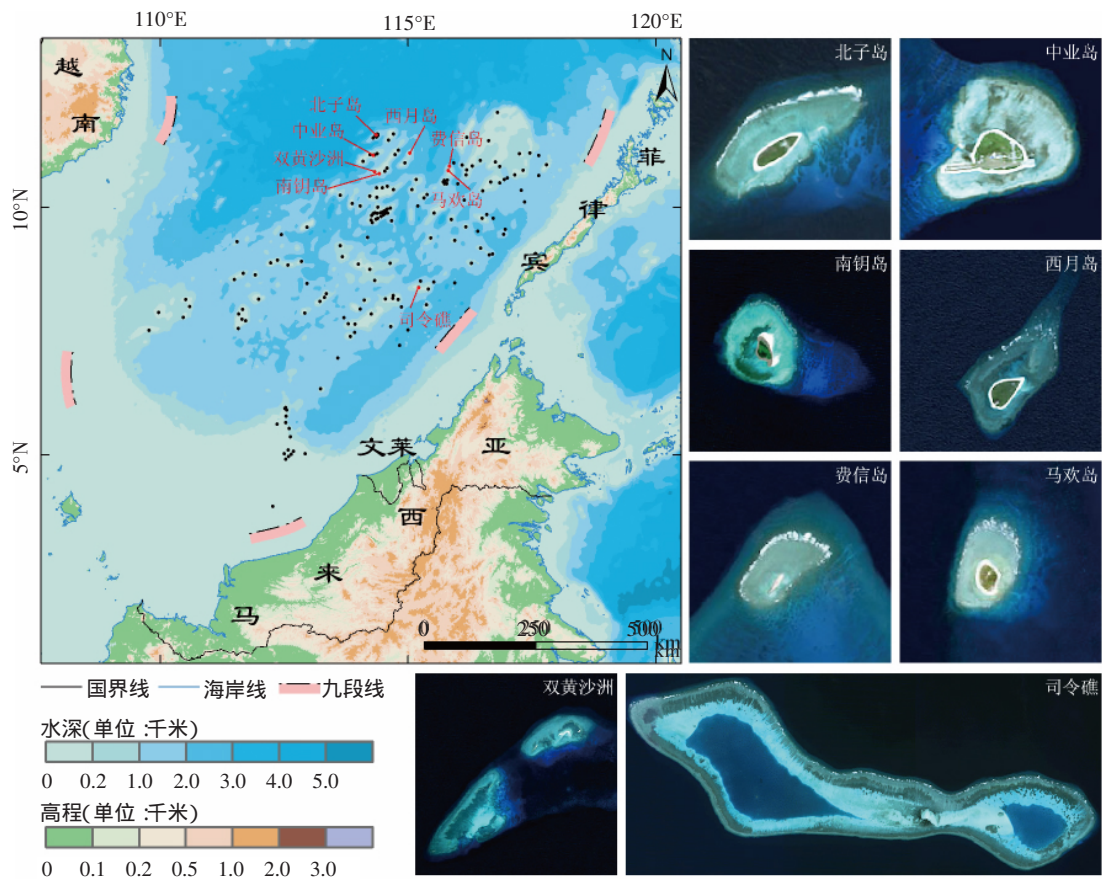 110°E 115°E 120°E
越
南
N
北子岛
中业岛
西月岛
双黄沙洲
费信岛
南钥岛
马欢岛
菲
律
宾
10°N
司令礁
5°N
文莱
亚
西
来
马
0 250 500 km
北子岛
中业岛
南钥岛
西月岛
费信岛
马欢岛
双黄沙洲
司令礁
国界线 海岸线 九段线
水深(单位:千米)
0 0.2 1.0 2.0 3.0 4.0 5.0
高程(单位:千米)
0 0.1 0.2 0.5 1.0 2.0 3.0